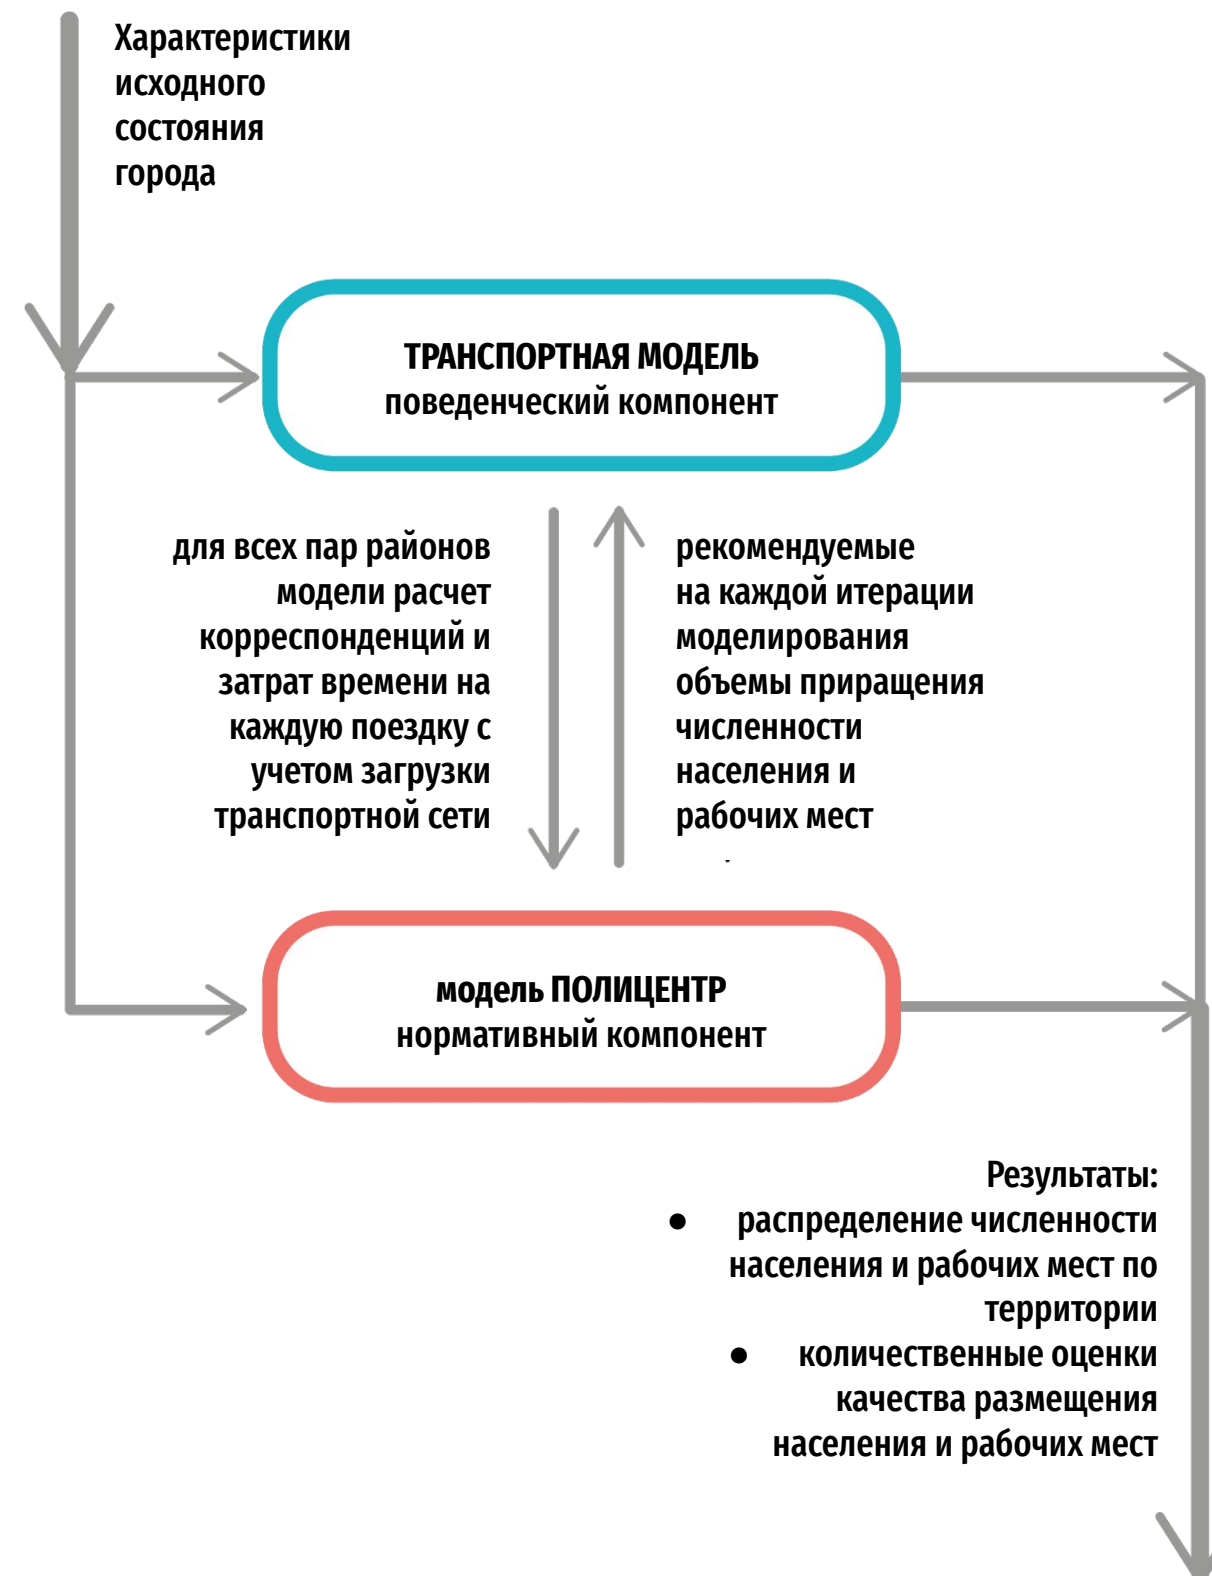 Характеристики
исходного
состояния
города
ТРАНСПОРТНАЯ МОДЕЛЬ
поведенческий компонент
для всех пар районов
модели расчет
корреспонденций и
затрат времени на
каждую поездку с
учетом загрузки
транспортной сети
рекомендуемые
на каждой итерации
моделирования
объемы приращения
численности
населения и
рабочих мест
модель ПОЛИЦЕНТР
нормативный компонент
Результаты:
● распределение численности
населения и рабочих мест по
территории
● количественные оценки
качества размещения
населения и рабочих мест